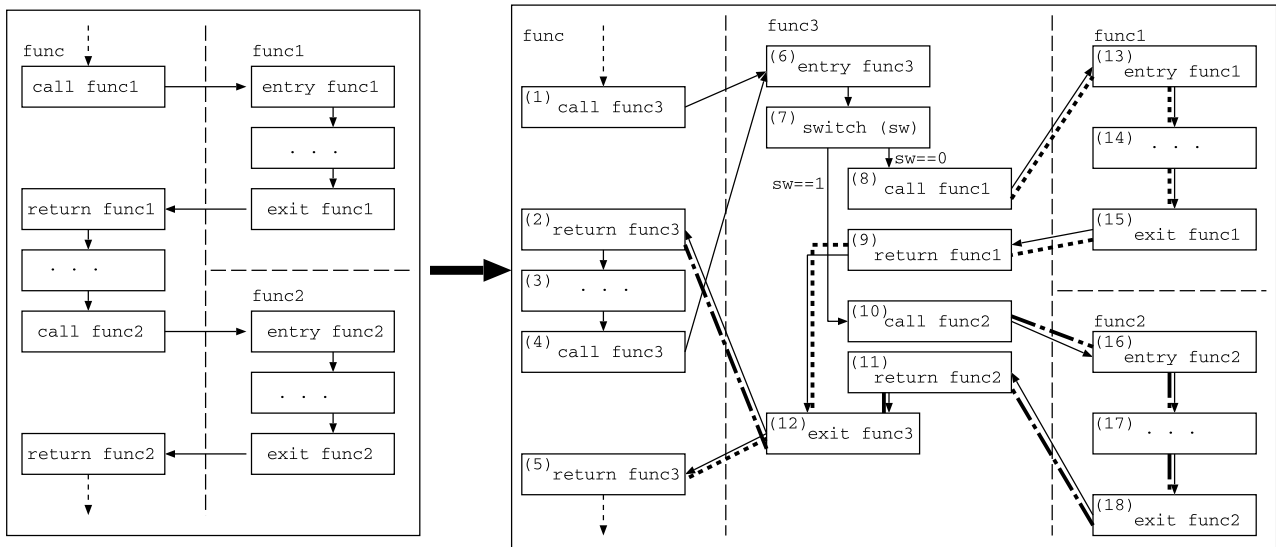 func
call func1
return func1
. . .
call func2
return func2
func1
entry func1
. . .
exit func1
func2
entry func2
. . .
exit func2
func
(1) call func3
(2) return func3
(3) . . .
(4) call func3
(5) return func3
func3
(6) entry func3
(7) switch (sw)
sw==0
sw==1
(8) call func1
(9) return func1
(10) call func2
(11) return func2
(12) exit func3
func1
(13) entry func1
(14) . . .
(15) exit func1
func2
(16) entry func2
(17) . . .
(18) exit func2